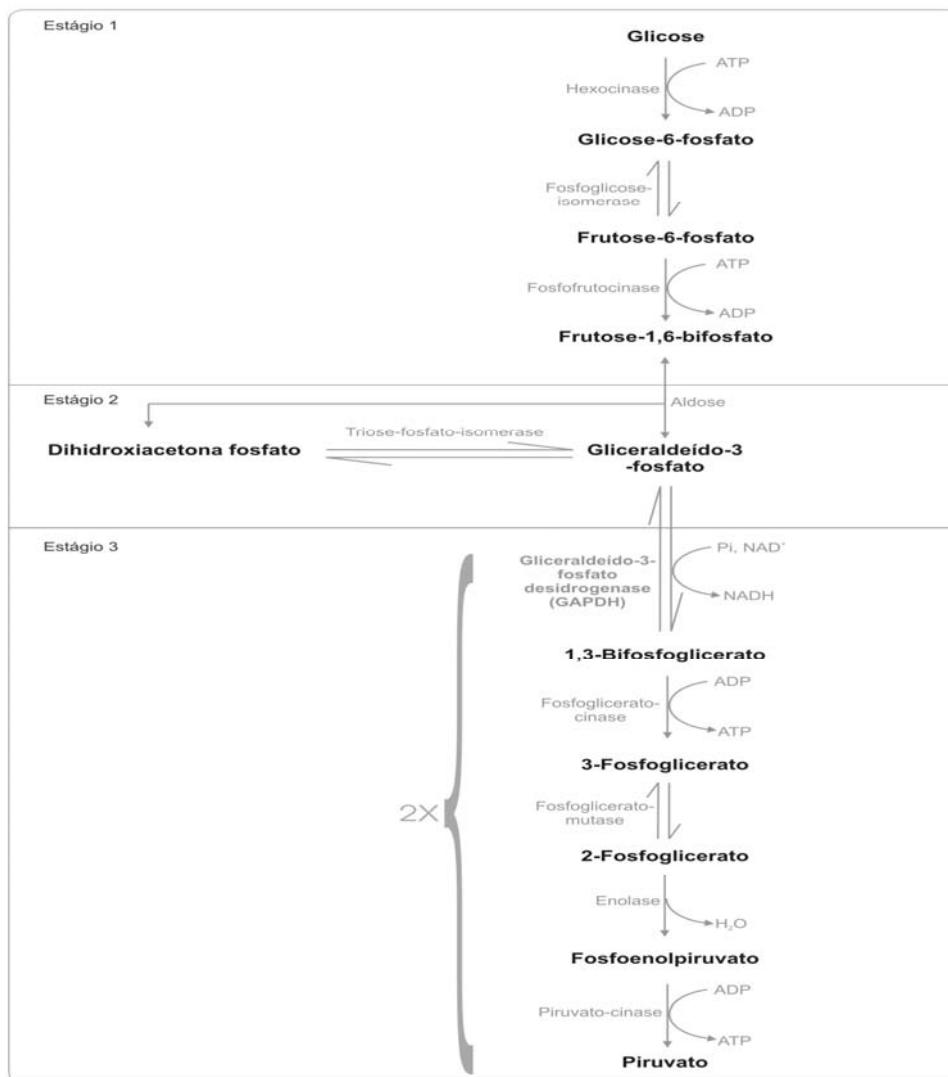 Estágio 1
Glicose
ATP
Hexocinase
ADP
Glicose-6-fosfato
Fosfoglicose-
isomerase
Frutose-6-fosfato
ATP
Fosfofrutocinase
ADP
Frutose-1,6-bifosfato
Estágio 2
Aldose
Triose-fosfato-isomerase
Dihidroxiacetona fosfato
Gliceraldeído-3
-fosfato
Estágio 3
Pi, NAD⁺
Gliceraldeído-3-
fosfato
desidrogenase
(GAPDH)
NADH
1,3-Bifosfoglicerato
ADP
Fosfoglicerato-
cinase
ATP
3-Fosfoglicerato
2X
Fosfoglicerato-
mutase
2-Fosfoglicerato
Enolase
H₂O
Fosfoenolpiruvato
ADP
Piruvato-cinase
ATP
Piruvato